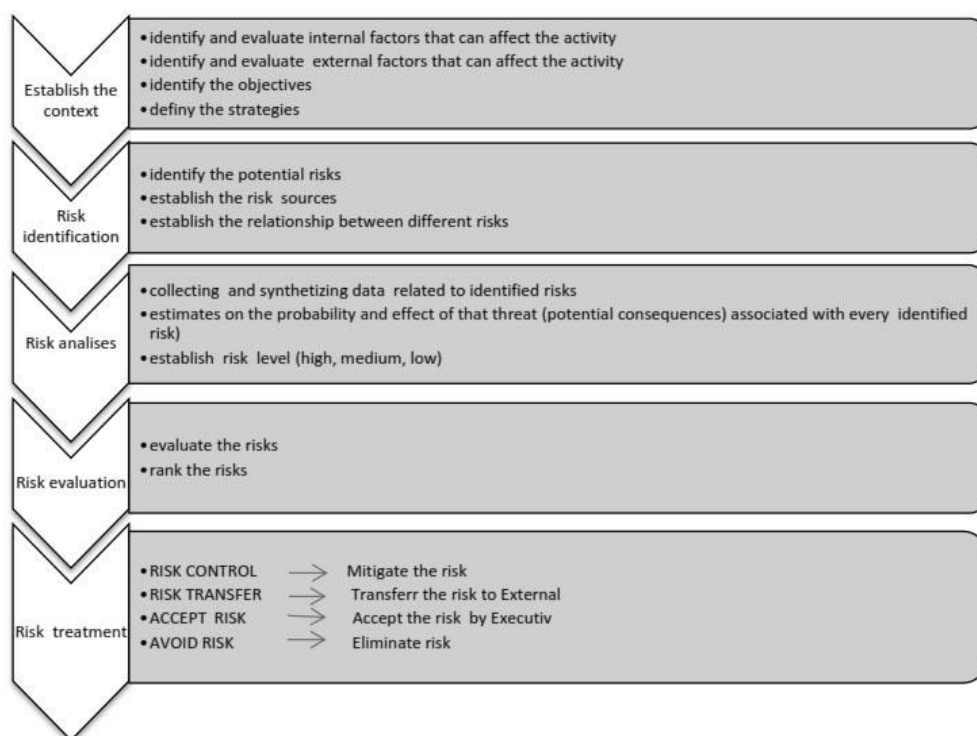 Establish the
context
•identify and evaluate internal factors that can affect the activity
•identify and evaluate external factors that can affect the activity
•identify the objectives
•definy the strategies
Risk
identification
•identify the potential risks
•establish the risk sources
•establish the relationship between different risks
Risk analises
•collecting and synthetizing data related to identified risks
•estimates on the probability and effect of that threat (potential consequences) associated with every identified
risk)
•establish risk level (high, medium, low)
Risk evaluation
•evaluate the risks
•rank the risks
Risk treatment
•RISK CONTROL → Mitigate the risk
•RISK TRANSFER → Transferr the risk to External
•ACCEPT RISK → Accept the risk by Executiv
•AVOID RISK → Eliminate risk